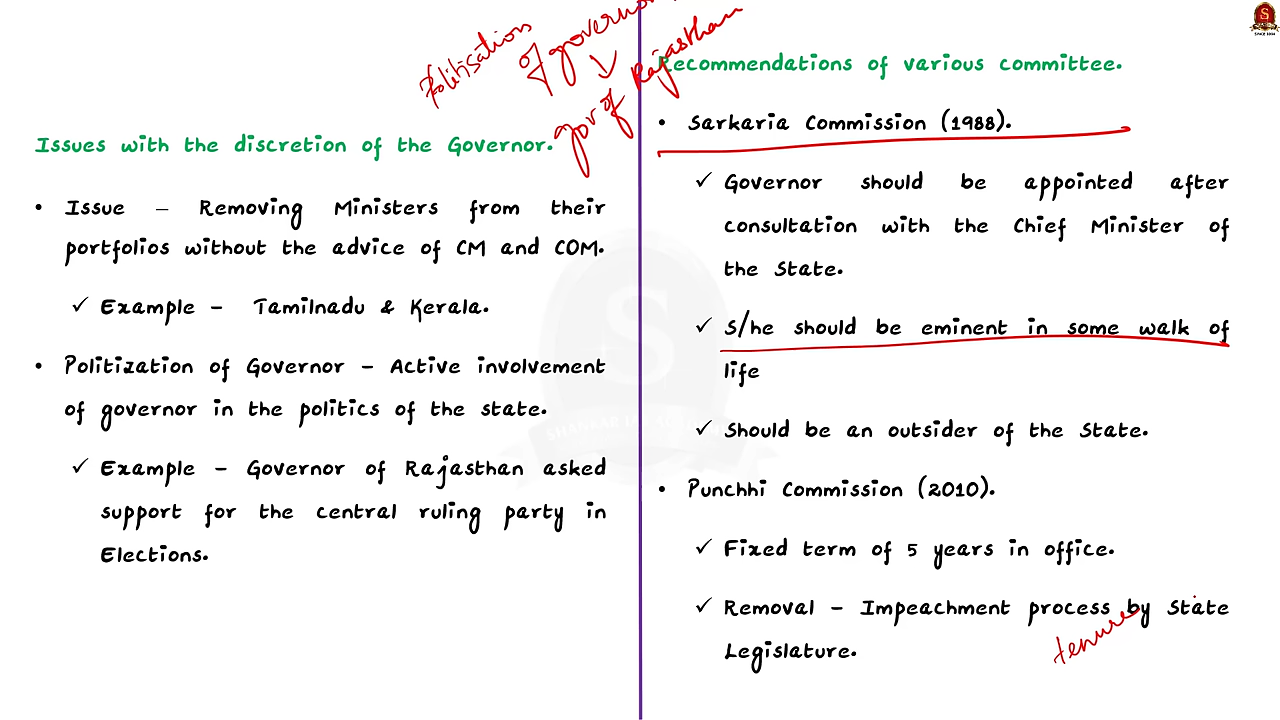 Politisation
of governor
gov of Rajasthan
Issues with the discretion of the Governor.
• Issue – Removing Ministers from their
portfolios without the advice of CM and COM.
✓ Example – Tamilnadu & Kerala.
• Politization of Governor – Active involvement
of governor in the politics of the state.
✓ Example – Governor of Rajasthan asked
support for the central ruling party in
Elections.
Recommendations of various committee.
• Sarkaria Commission (1988).
✓ Governor should be appointed after
consultation with the Chief Minister of
the State.
✓ S/he should be eminent in some walk of
life
✓ Should be an outsider of the State.
• Punchhi Commission (2010).
✓ Fixed term of 5 years in office.
✓ Removal – Impeachment process by State
Legislature.
tenure
S
SINCE 2004